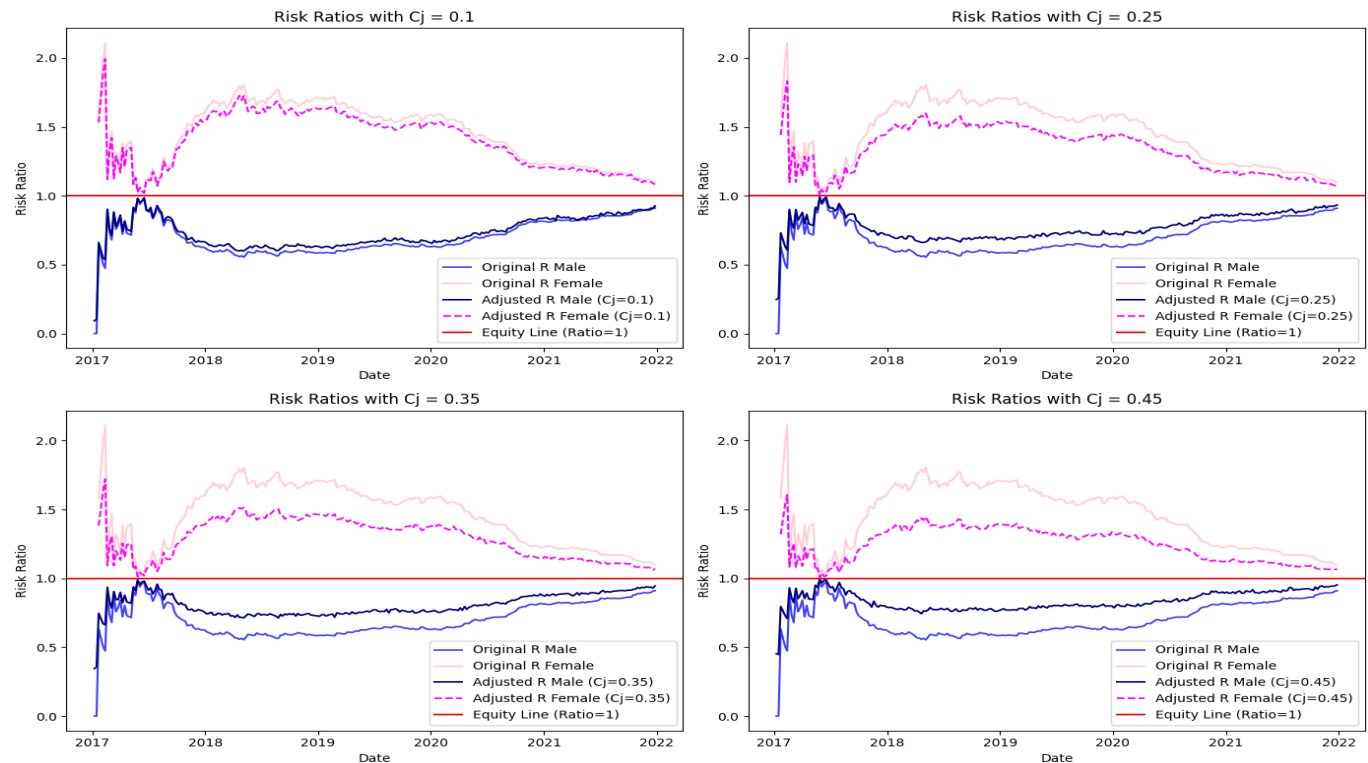 Risk Ratios with Cj = 0.1
Risk Ratio
2.0
1.5
1.0
0.5
0.0
Original R Male
Original R Female
Adjusted R Male (Cj=0.1)
Adjusted R Female (Cj=0.1)
Equity Line (Ratio=1)
2017 2018 2019 2020 2021 2022
Date
Risk Ratios with Cj = 0.25
Risk Ratio
2.0
1.5
1.0
0.5
0.0
Original R Male
Original R Female
Adjusted R Male (Cj=0.25)
Adjusted R Female (Cj=0.25)
Equity Line (Ratio=1)
2017 2018 2019 2020 2021 2022
Date
Risk Ratios with Cj = 0.35
Risk Ratio
2.0
1.5
1.0
0.5
0.0
Original R Male
Original R Female
Adjusted R Male (Cj=0.35)
Adjusted R Female (Cj=0.35)
Equity Line (Ratio=1)
2017 2018 2019 2020 2021 2022
Date
Risk Ratios with Cj = 0.45
Risk Ratio
2.0
1.5
1.0
0.5
0.0
Original R Male
Original R Female
Adjusted R Male (Cj=0.45)
Adjusted R Female (Cj=0.45)
Equity Line (Ratio=1)
2017 2018 2019 2020 2021 2022
Date